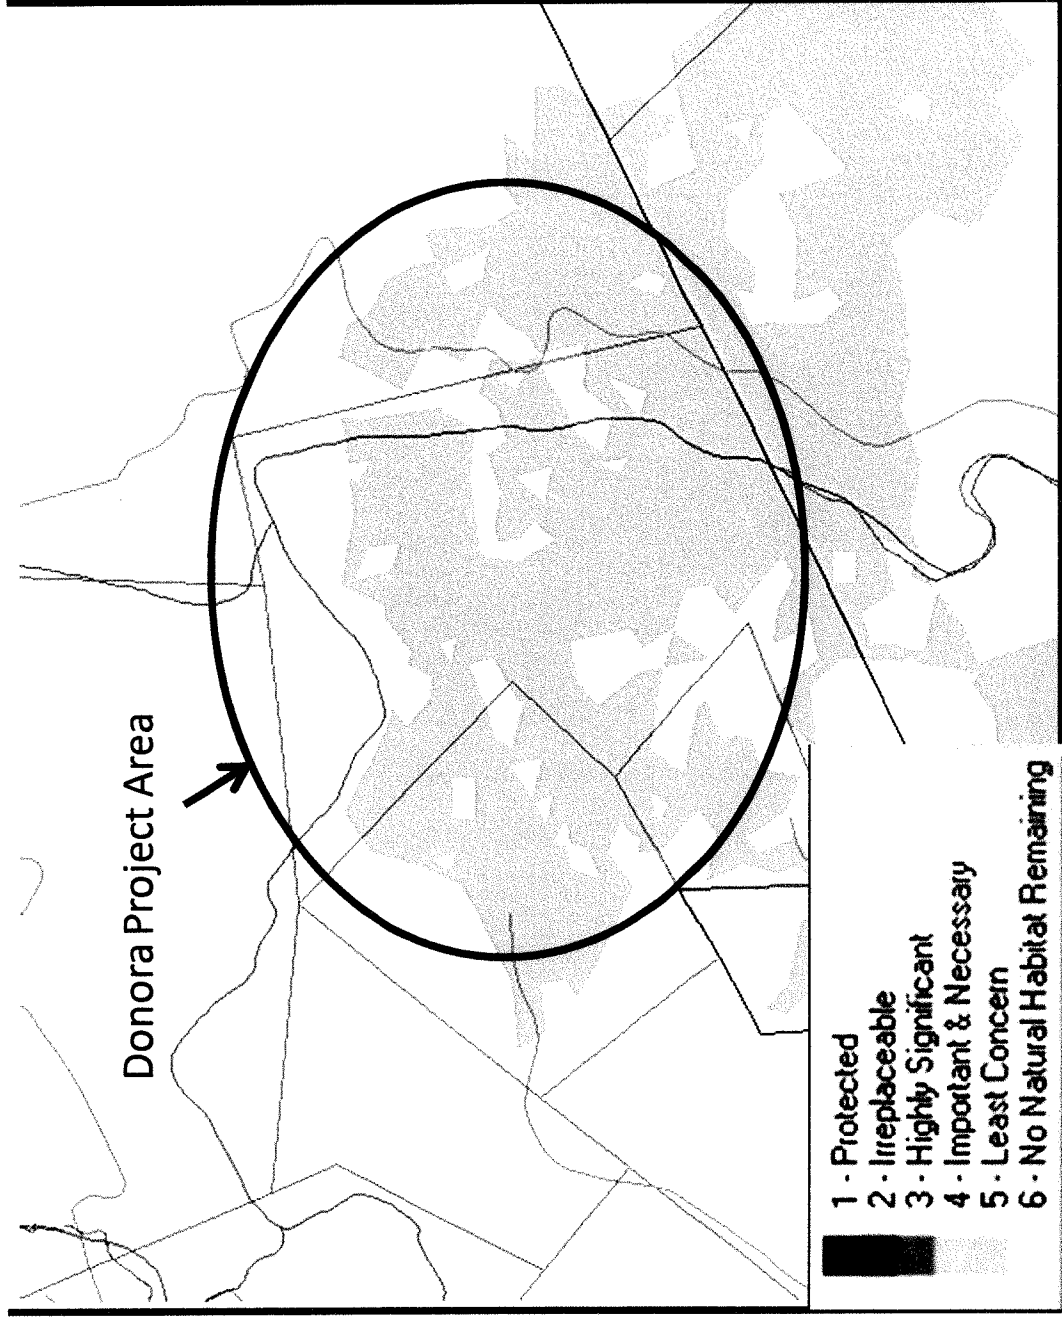 Donora Project Area
1 - Protected
2 - Irreplaceable
3 - Highly Significant
4 - Important & Necessary
5 - Least Concern
6 - No Natural Habitat Remaining